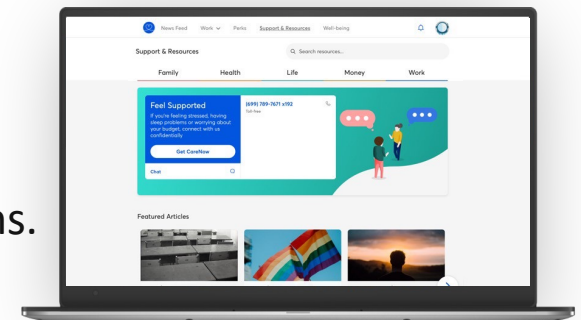 News Feed Work Perks Support & Resources Well-being
Support & Resources
Search resources...
Family Health Life Money Work
Feel Supported
If you're feeling stressed, having
sleep problems or worrying about
your budget, connect with us
confidentially
Get CareNow
Chat
(699) 789-7671 x192
Toll-free
Featured Articles
ns.